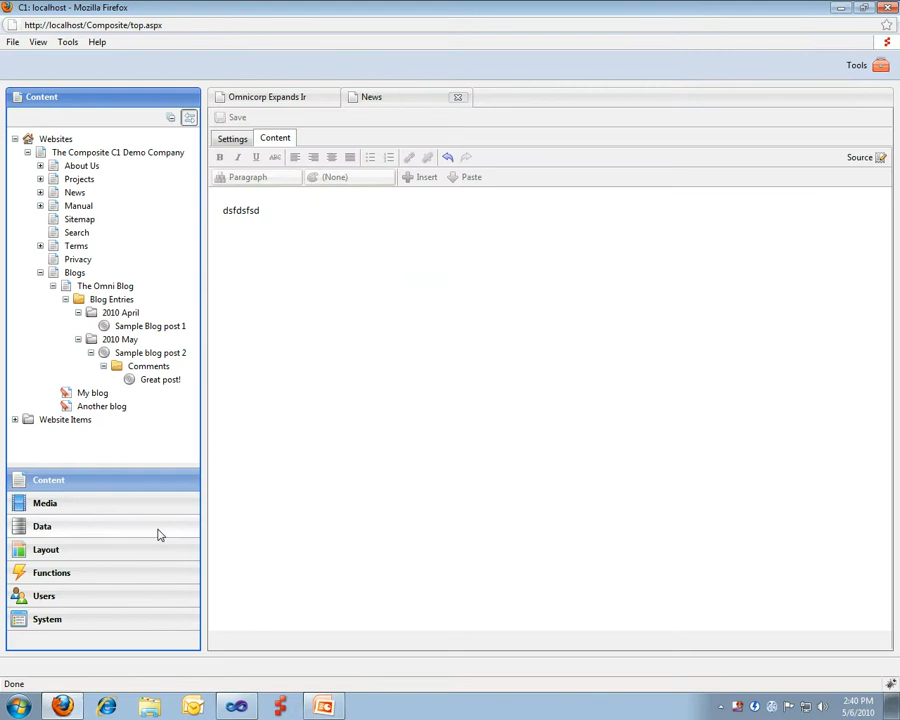 C1: localhost - Mozilla Firefox
http://localhost/Composite/top.aspx
File View Tools Help
Tools
Content
Omnicorp Expands Ir
News
Save
Settings
Content
B I U ABC
Source
Paragraph
(None)
Insert
Paste
dsfdsfsd
Websites
The Composite C1 Demo Company
About Us
Projects
News
Manual
Sitemap
Search
Terms
Privacy
Blogs
The Omni Blog
Blog Entries
2010 April
Sample Blog post 1
2010 May
Sample blog post 2
Comments
Great post!
My blog
Another blog
Website Items
Content
Media
Data
Layout
Functions
Users
System
Done
2:40 PM
5/6/2010